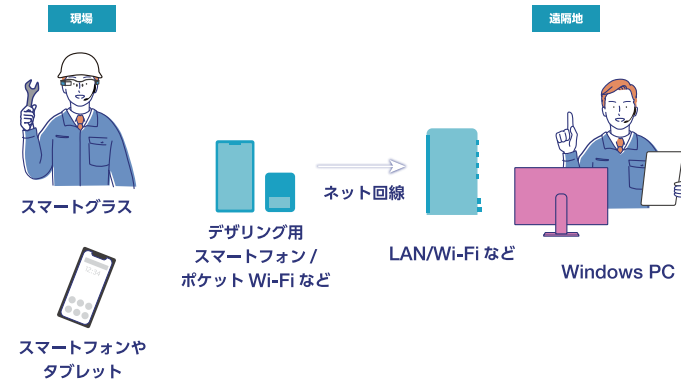 現場
遠隔地
スマートグラス
デザリング用
スマートフォン /
ポケット Wi-Fi など
ネット回線
LAN/Wi-Fi など
Windows PC
スマートフォンや
タブレット